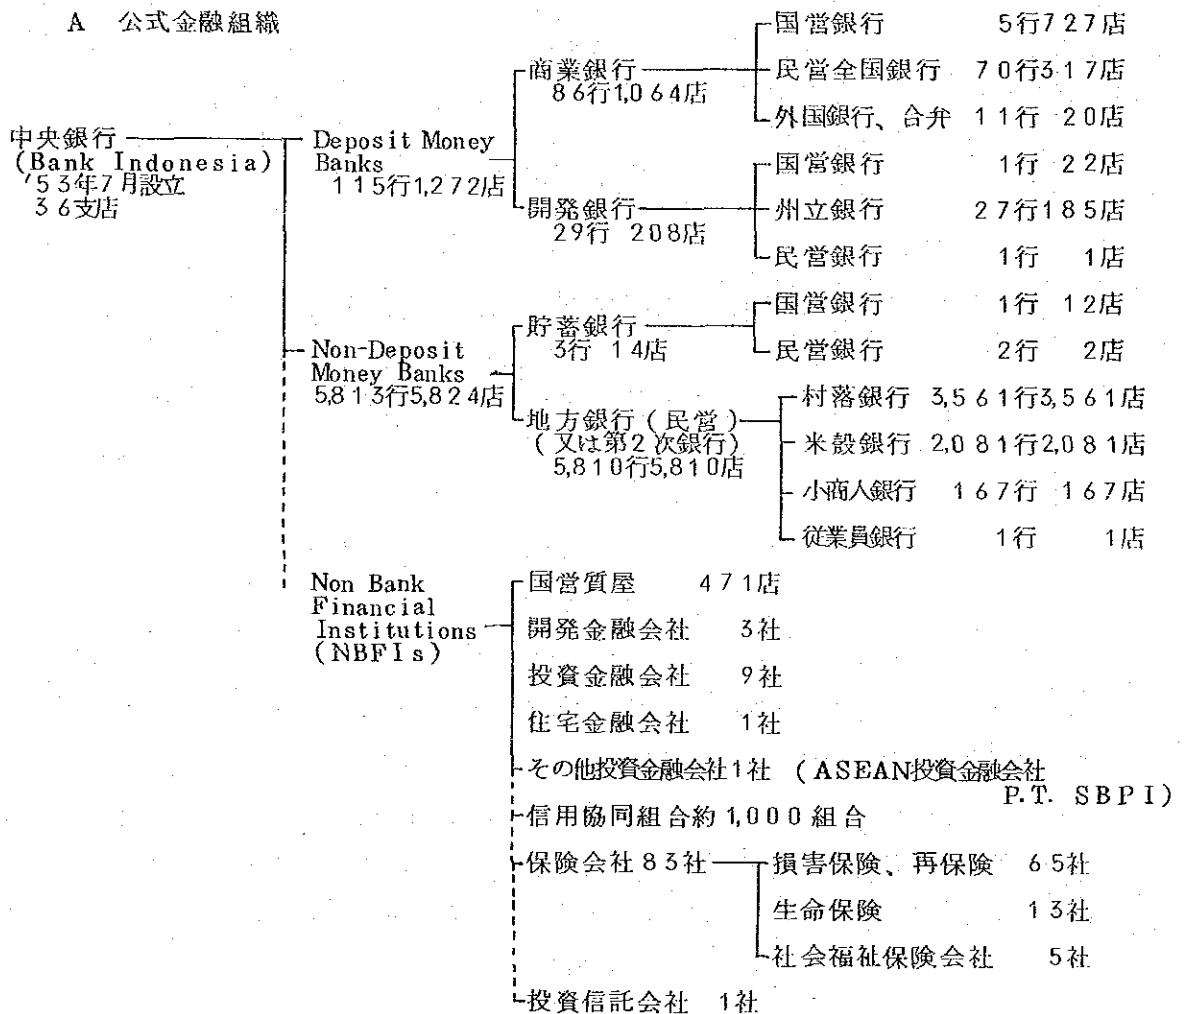 A 公式金融組織
国営銀行 5行727店
商業銀行
86行1,064店
民営全国銀行 70行317店
外国銀行、合弁 11行 20店
中央銀行
(Bank Indonesia)
'53年7月設立
36支店
Deposit Money
Banks
115行1,272店
国営銀行 1行 22店
開発銀行
29行 208店
州立銀行 27行185店
民営銀行 1行 1店
国営銀行 1行 12店
貯蓄銀行
3行 14店
民営銀行 2行 2店
Non-Deposit
Money Banks
5,813行5,824店
村落銀行 3,561行3,561店
地方銀行(民営)
(又は第2次銀行)
5,810行5,810店
米殻銀行 2,081行2,081店
小商人銀行 167行 167店
従業員銀行 1行 1店
Non Bank
Financial
Institutions
(NBFIs)
国営質屋 471店
開発金融会社 3社
投資金融会社 9社
住宅金融会社 1社
その他投資金融会社1社 (ASEAN投資金融会社
P.T. SBPI)
信用協同組合約1,000組合
保険会社83社
損害保険、再保険 65社
生命保険 13社
社会福祉保険会社 5社
投資信託会社 1社